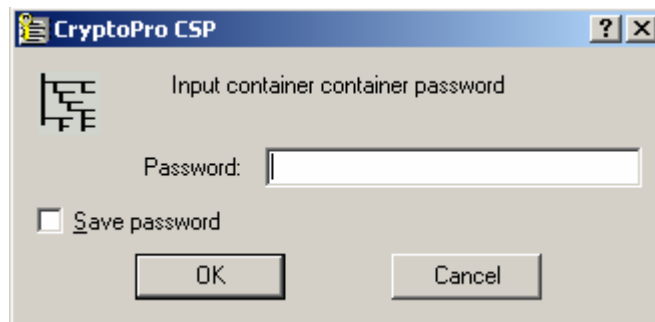 CryptoPro CSP
Input container container password
Password:
Save password
OK Cancel